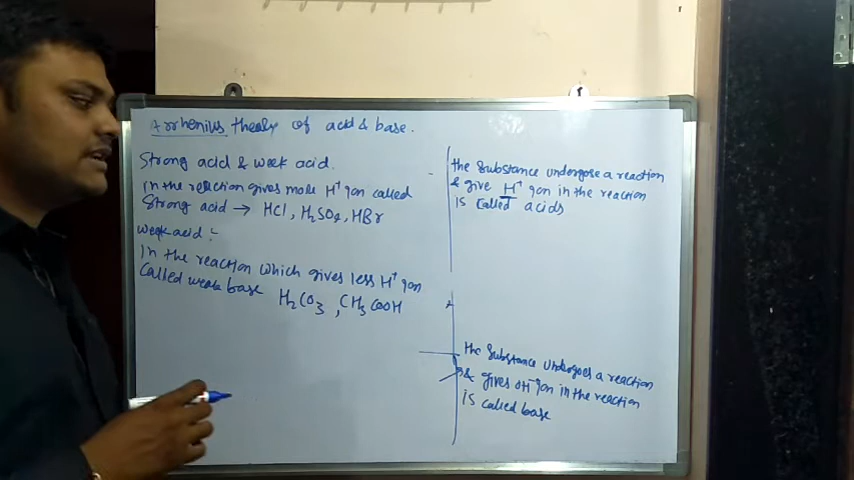 Arrhenius theory of acid & base.
Strong acid & weak acid.
In the reaction gives more H⁺ ion called
Strong acid → HCl, H₂SO₄, HBr
Weak acid :-
In the reaction which gives less H⁺ ion
called weak base H₂CO₃, CH₃COOH
the Substance undergose a reaction
& give H⁺ ion in the reaction
is called acids
the Substance undergoes a reaction
& gives OH⁻ ion in the reaction
is called base